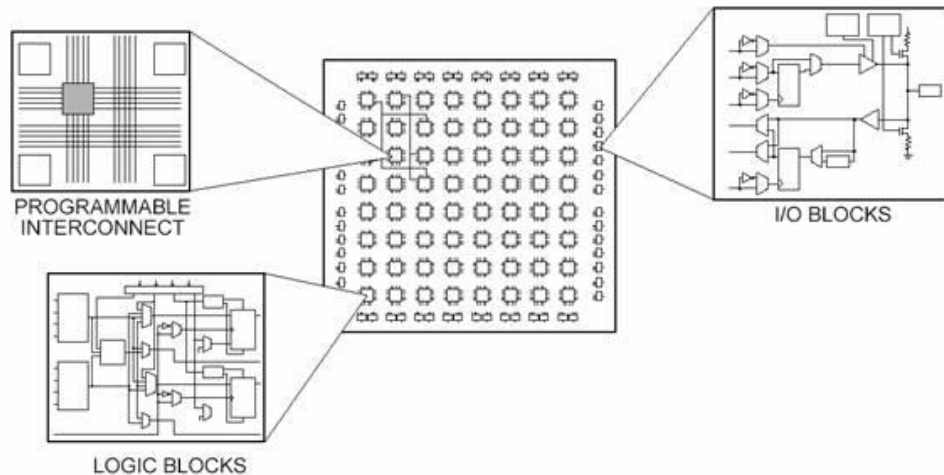 PROGRAMMABLE
INTERCONNECT
I/O BLOCKS
LOGIC BLOCKS